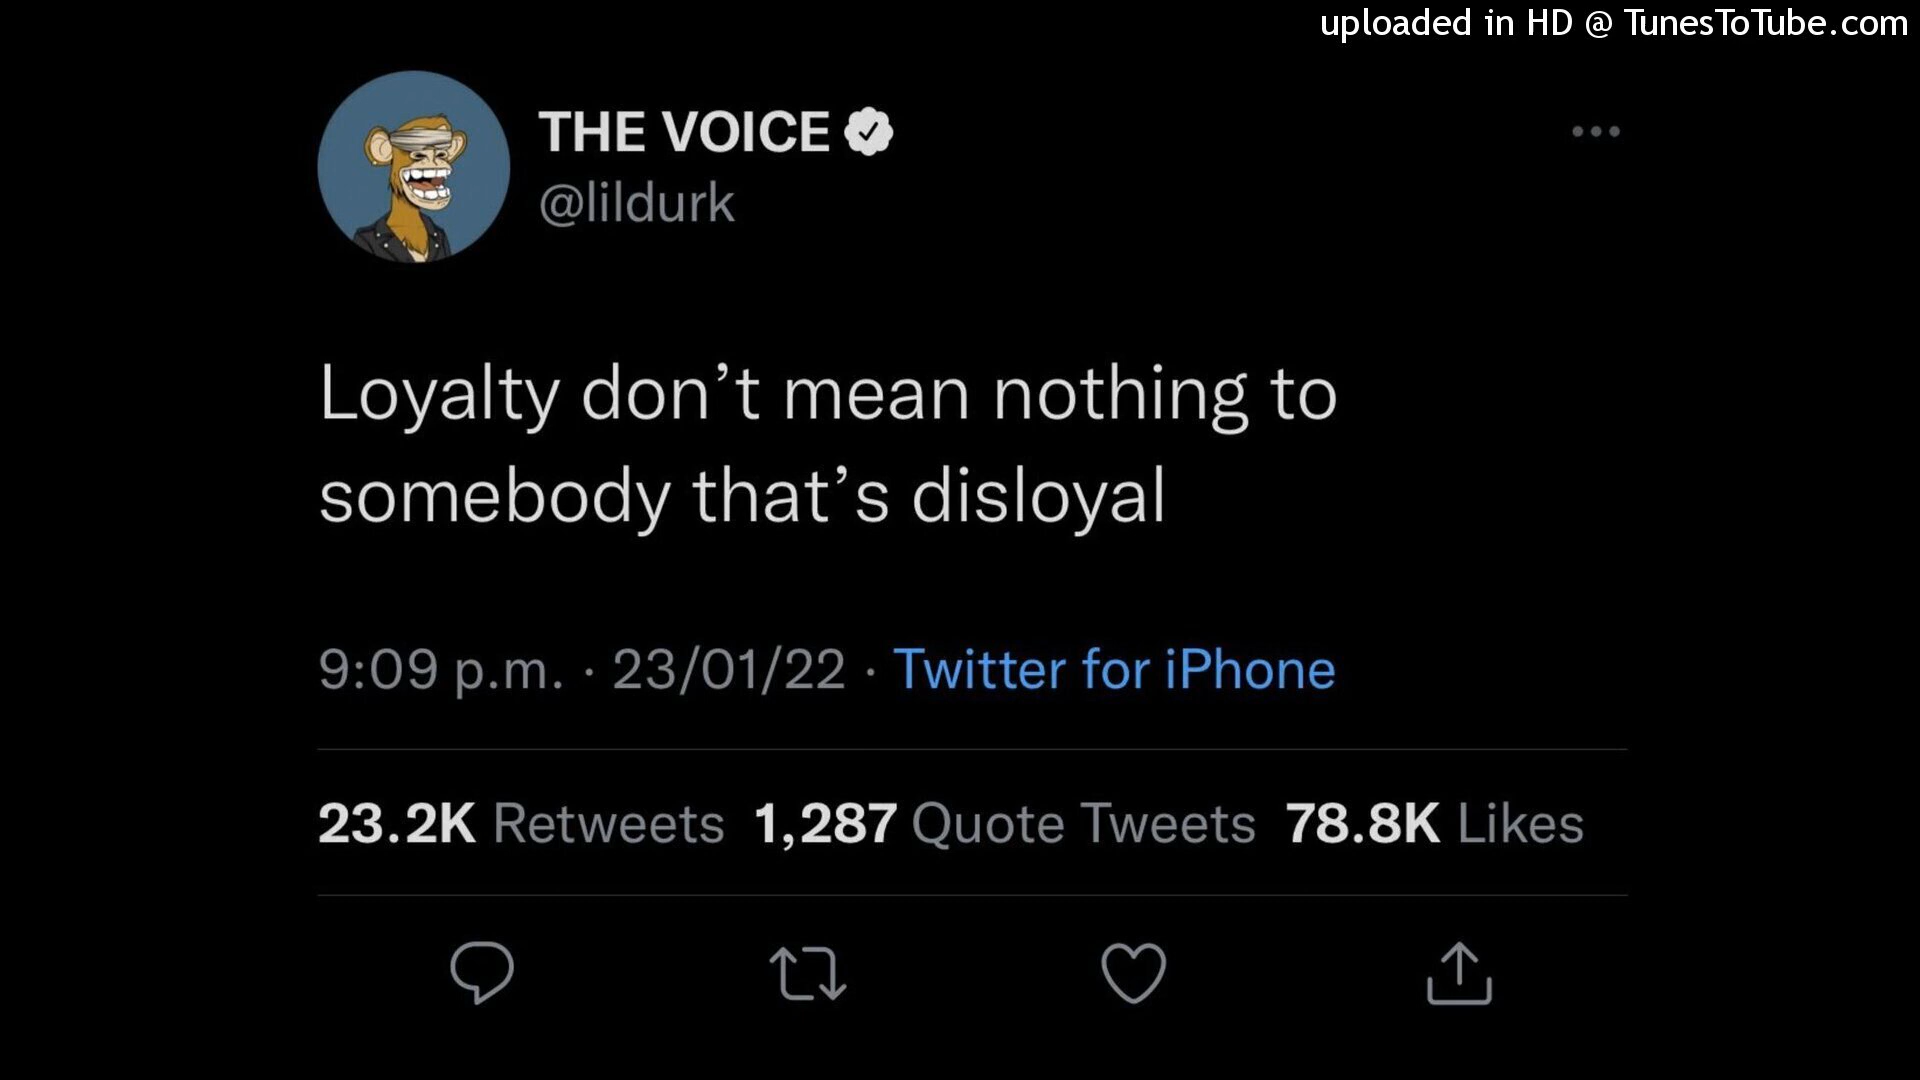 uploaded in HD @ TunesToTube.com
THE VOICE
@lildurk
Loyalty don’t mean nothing to
somebody that’s disloyal
9:09 p.m. · 23/01/22 · Twitter for iPhone
23.2K Retweets 1,287 Quote Tweets 78.8K Likes